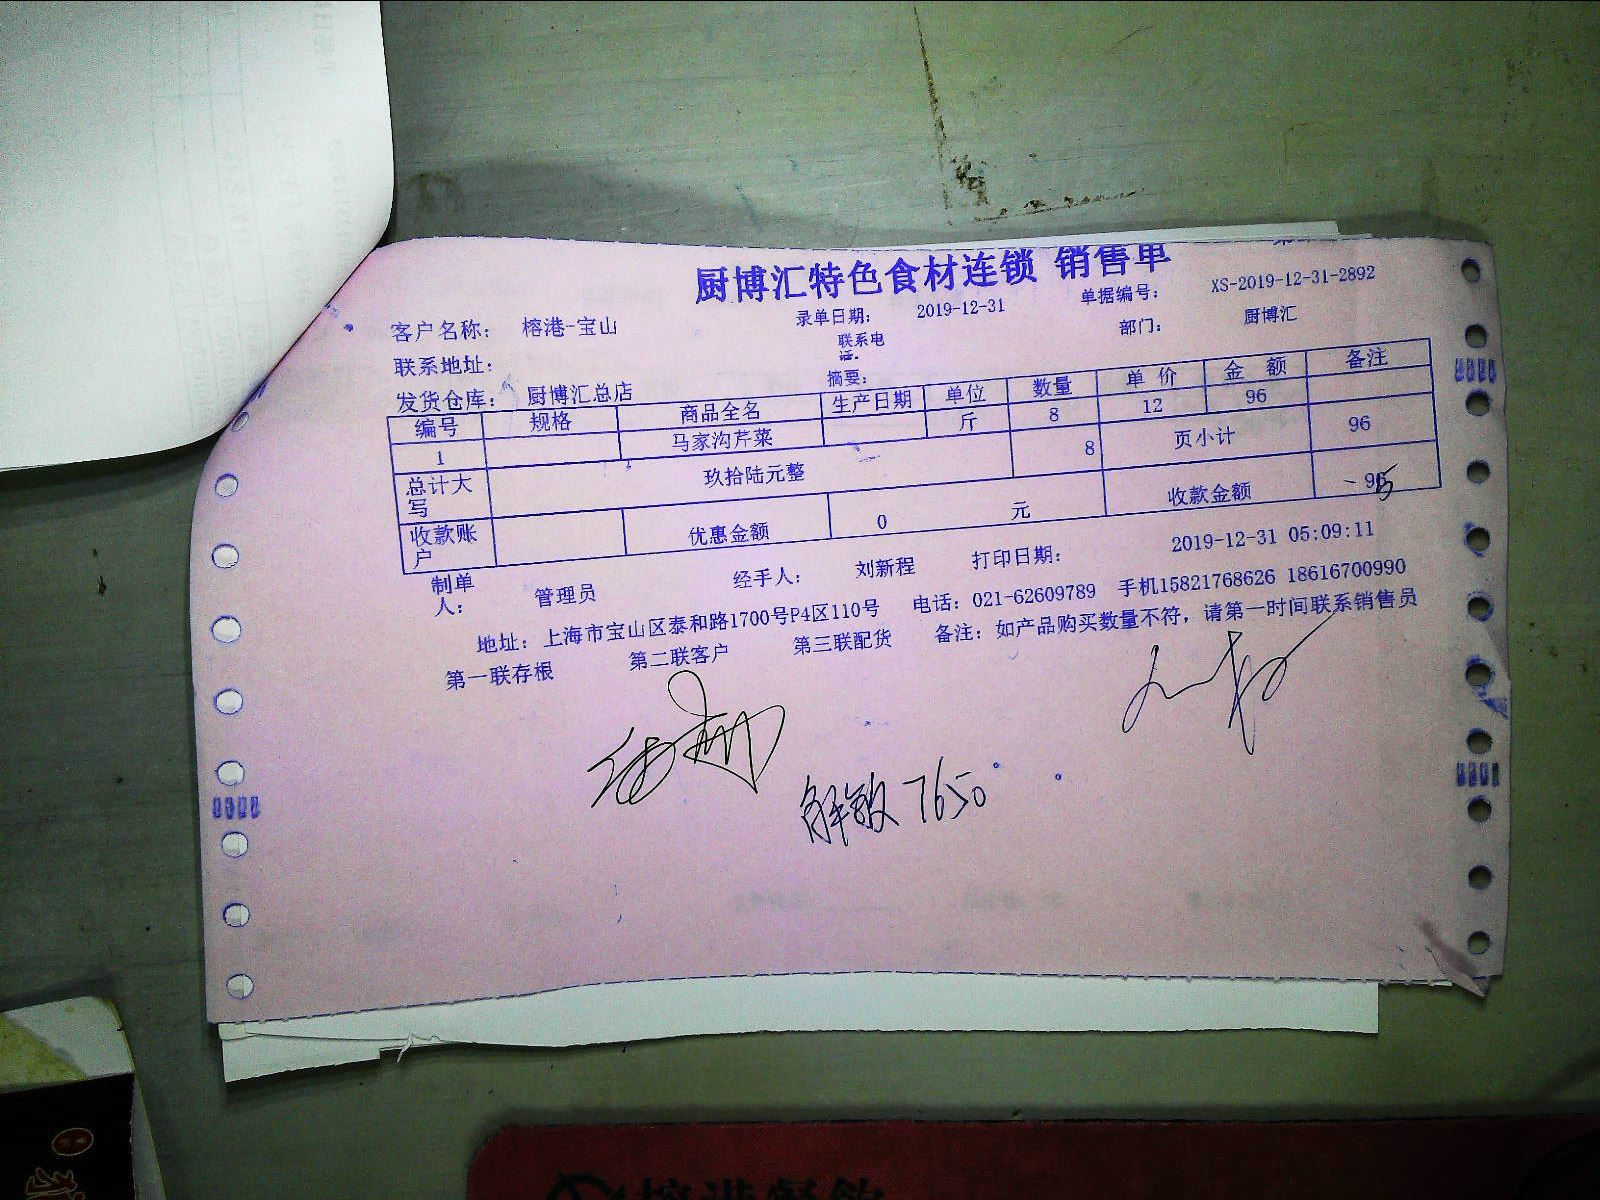 厨博汇特色食材连锁 销售单
客户名称： 榕港-宝山 录单日期： 2019-12-31 单据编号： XS-2019-12-31-2892
联系地址： 联系电话: 部门： 厨博汇
发货仓库： 厨博汇总店 摘要：
编号 规格 商品全名 生产日期 单位 数量 单 价 金 额 备注
1 马家沟芹菜 斤 8 12 96
总计大写 玖拾陆元整 8 页小计 96
收款账户 优惠金额 0 元 收款金额
制单人： 管理员 经手人： 刘新程 打印日期： 2019-12-31 05:09:11
地址：上海市宝山区泰和路1700号P4区110号 电话：021-62609789 手机15821768626 18616700990
第一联存根 第二联客户 第三联配货 备注：如产品购买数量不符，请第一时间联系销售员
解敏 7650